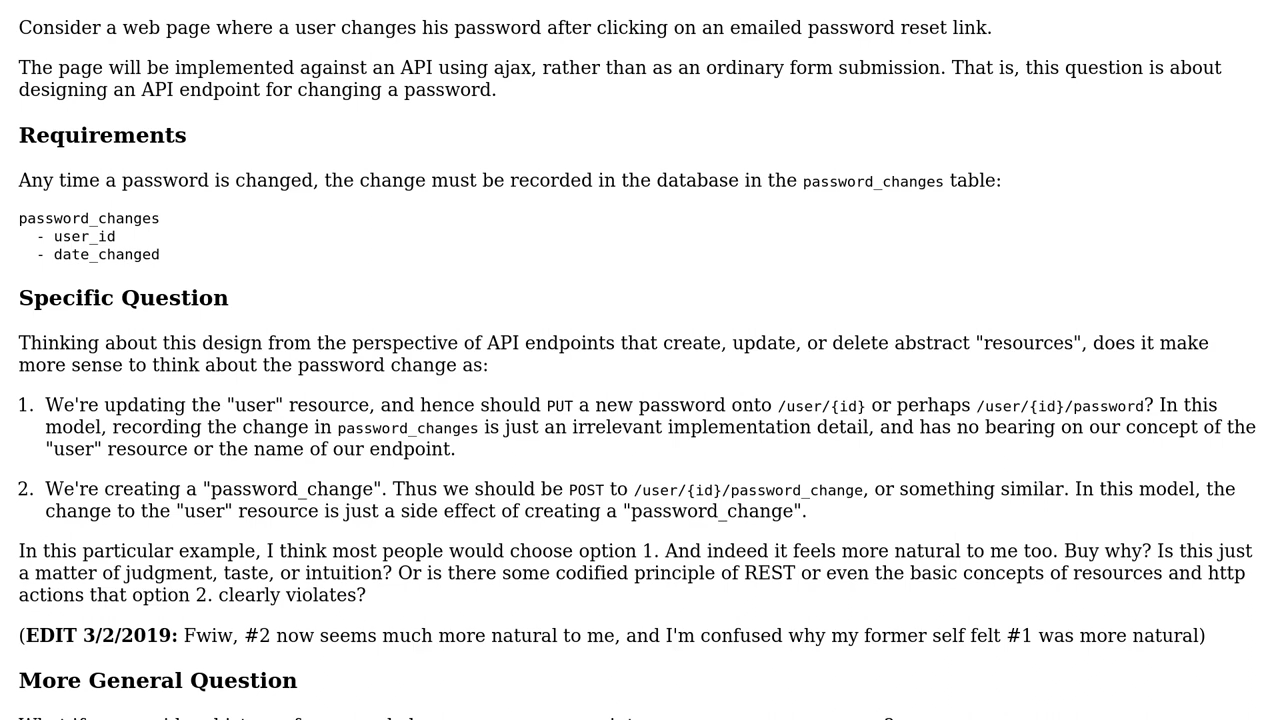 Consider a web page where a user changes his password after clicking on an emailed password reset link.
The page will be implemented against an API using ajax, rather than as an ordinary form submission. That is, this question is about
designing an API endpoint for changing a password.
Requirements
Any time a password is changed, the change must be recorded in the database in the password_changes table:
password_changes
- user_id
- date_changed
Specific Question
Thinking about this design from the perspective of API endpoints that create, update, or delete abstract "resources", does it make
more sense to think about the password change as:
1. We're updating the "user" resource, and hence should PUT a new password onto /user/{id} or perhaps /user/{id}/password? In this
model, recording the change in password_changes is just an irrelevant implementation detail, and has no bearing on our concept of the
"user" resource or the name of our endpoint.
2. We're creating a "password_change". Thus we should be POST to /user/{id}/password_change, or something similar. In this model, the
change to the "user" resource is just a side effect of creating a "password_change".
In this particular example, I think most people would choose option 1. And indeed it feels more natural to me too. Buy why? Is this just
a matter of judgment, taste, or intuition? Or is there some codified principle of REST or even the basic concepts of resources and http
actions that option 2. clearly violates?
(EDIT 3/2/2019: Fwiw, #2 now seems much more natural to me, and I'm confused why my former self felt #1 was more natural)
More General Question